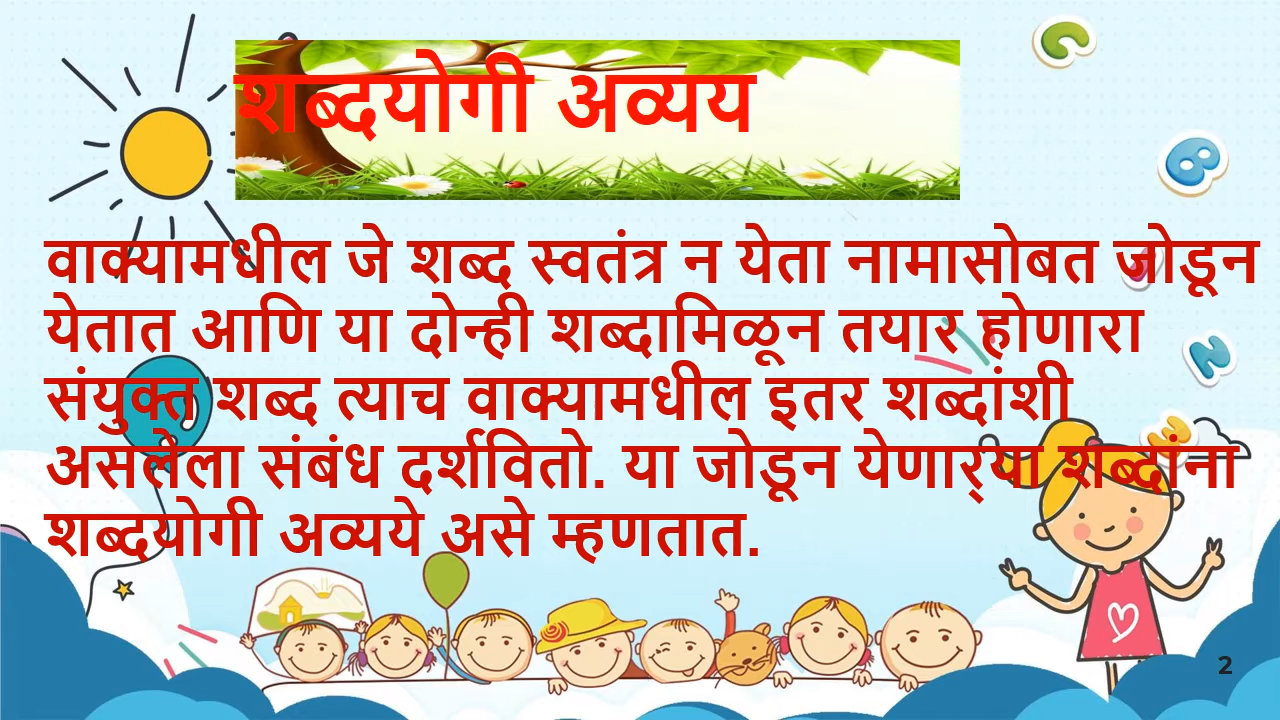 शब्दयोगी अव्यय
वाक्यामधील जे शब्द स्वतंत्र न येता नामासोबत जोडून
येतात आणि या दोन्ही शब्दामिळून तयार होणारा
संयुक्त शब्द त्याच वाक्यामधील इतर शब्दांशी
असलेला संबंध दर्शवितो. या जोडून येणार्‍या शब्दांना
शब्दयोगी अव्यये असे म्हणतात.
2